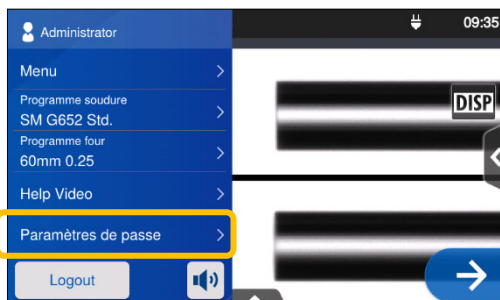 Administrator
09:35
Menu
Programme soudure
SM G652 Std.
DISP
Programme four
60mm 0.25
Help Video
Paramètres de passe
Logout